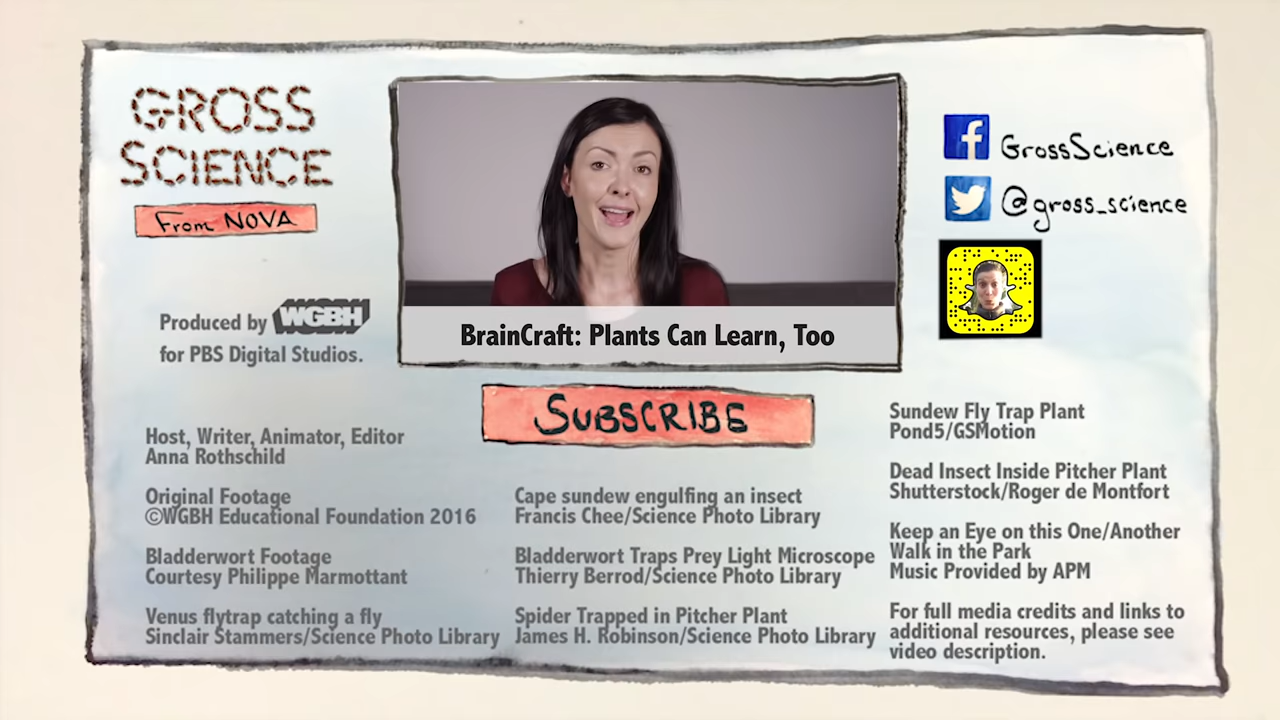 GROSS
SCIENCE
From NOVA
Produced by WGBH
for PBS Digital Studios.
Host, Writer, Animator, Editor
Anna Rothschild
Original Footage
©WGBH Educational Foundation 2016
Bladderwort Footage
Courtesy Philippe Marmottant
Venus flytrap catching a fly
Sinclair Stammers/Science Photo Library
BrainCraft: Plants Can Learn, Too
SUBSCRIBE
Cape sundew engulfing an insect
Francis Chee/Science Photo Library
Bladderwort Traps Prey Light Microscope
Thierry Berrod/Science Photo Library
Spider Trapped in Pitcher Plant
James H. Robinson/Science Photo Library
f GrossScience
@gross_science
Sundew Fly Trap Plant
Pond5/GSMotion
Dead Insect Inside Pitcher Plant
Shutterstock/Roger de Montfort
Keep an Eye on this One/Another
Walk in the Park
Music Provided by APM
For full media credits and links to
additional resources, please see
video description.